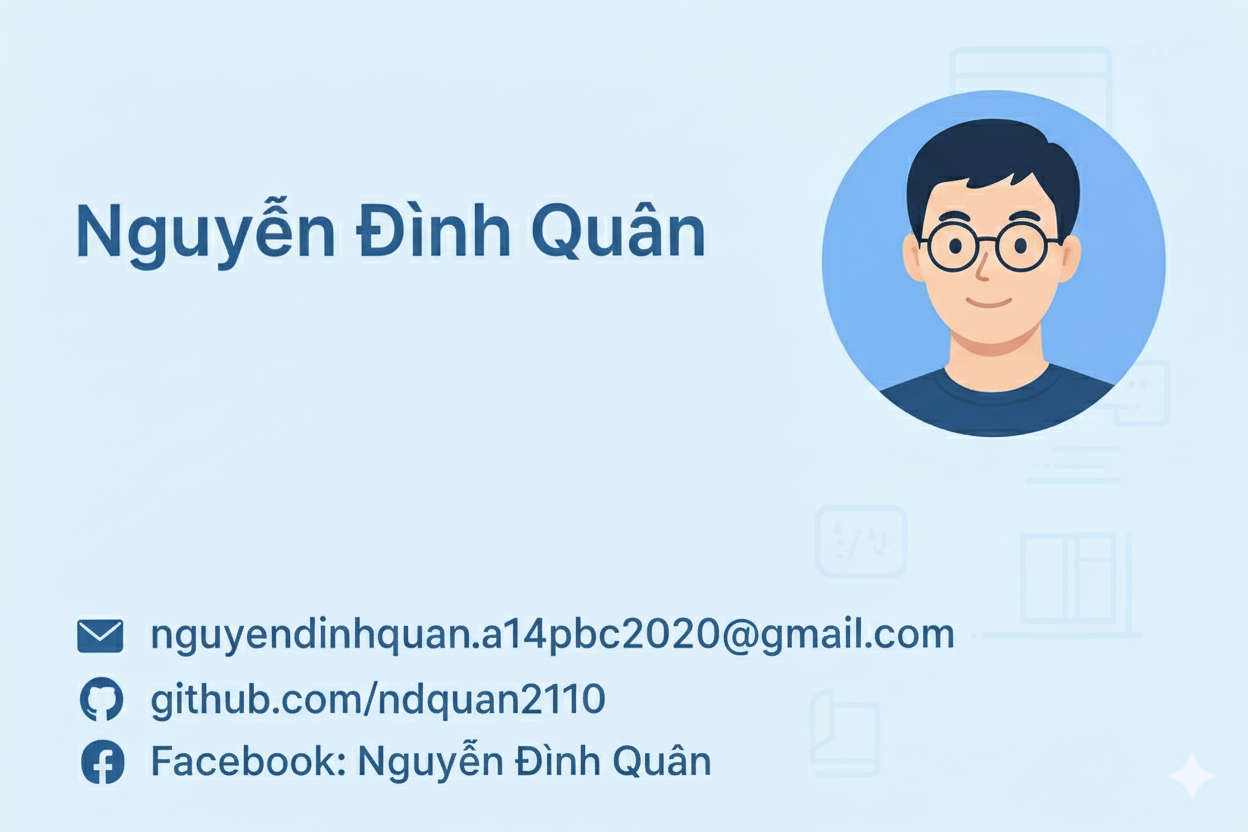 Nguyễn Đình Quân
nguyendinhquan.a14pbc2020@gmail.com
github.com/ndquan2110
Facebook: Nguyễn Đình Quân